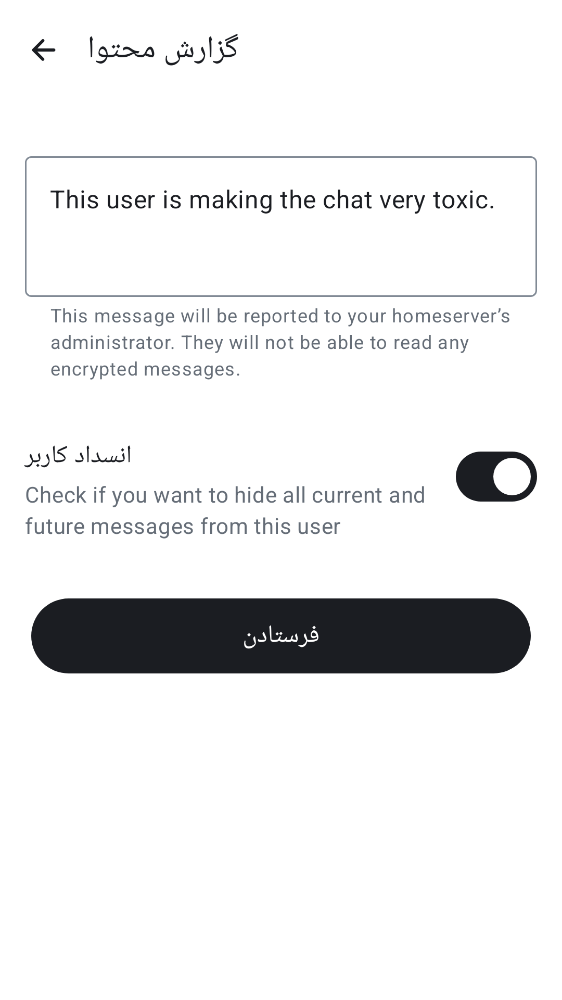 گزارش محتوا
This user is making the chat very toxic.
This message will be reported to your homeserver’s
administrator. They will not be able to read any
encrypted messages.
انسداد کاربر
Check if you want to hide all current and
future messages from this user
فرستادن